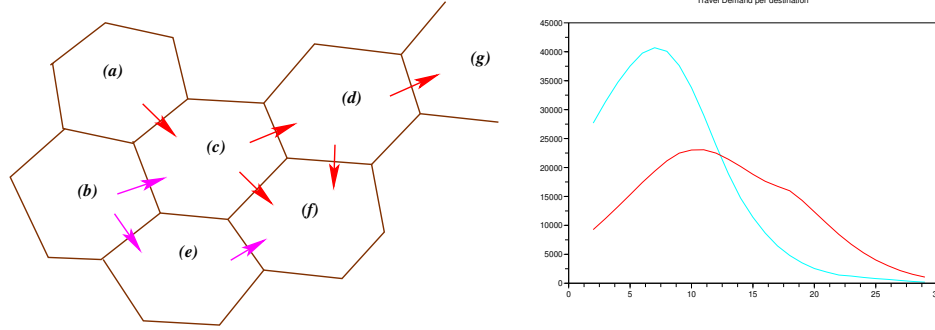 (a)
(b)
(c)
(d)
(e)
(f)
(g)
Travel Demand per destination
45000
40000
35000
30000
25000
20000
15000
10000
5000
0
0 5 10 15 20 25